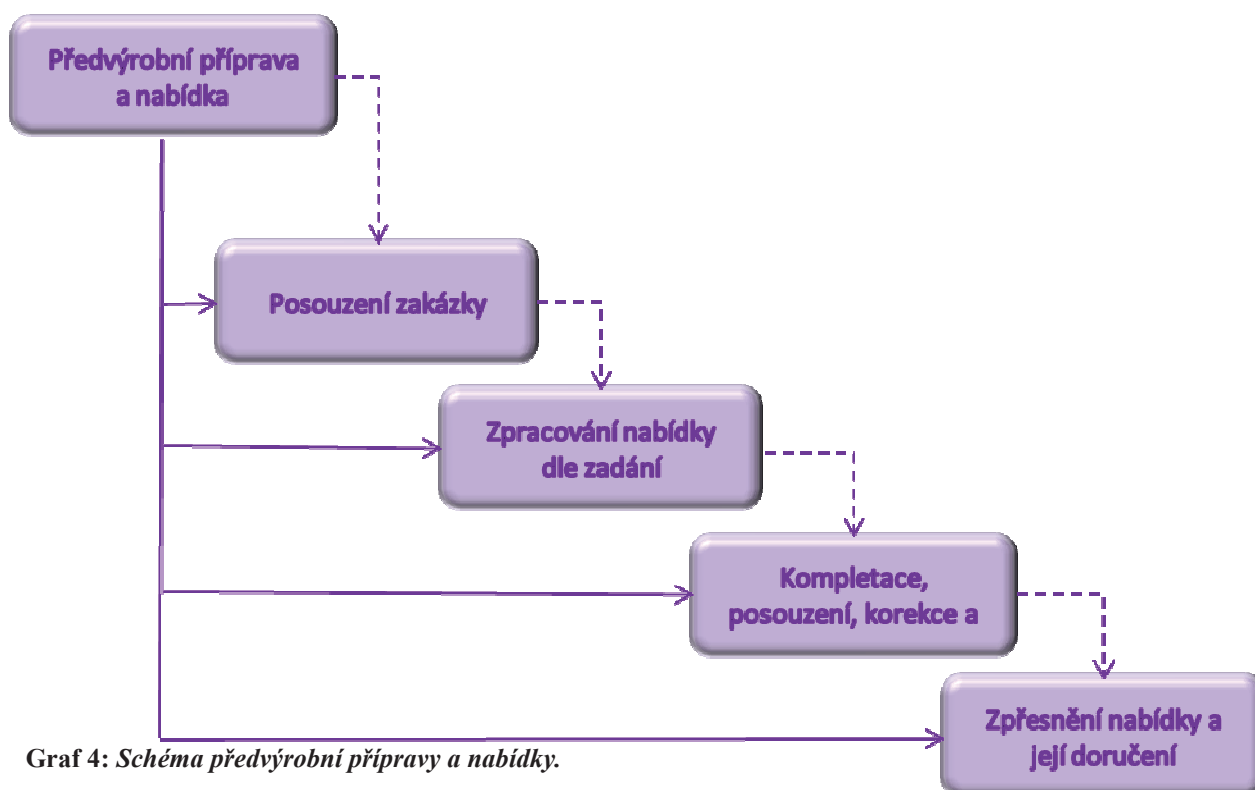 Předvýrobní příprava
a nabídka
Posouzení zakázky
Zpracování nabídky
dle zadání
Kompletace,
posouzení, korekce a
Zpřesnění nabídky a
její doručení
Graf 4: Schéma předvýrobní přípravy a nabídky.